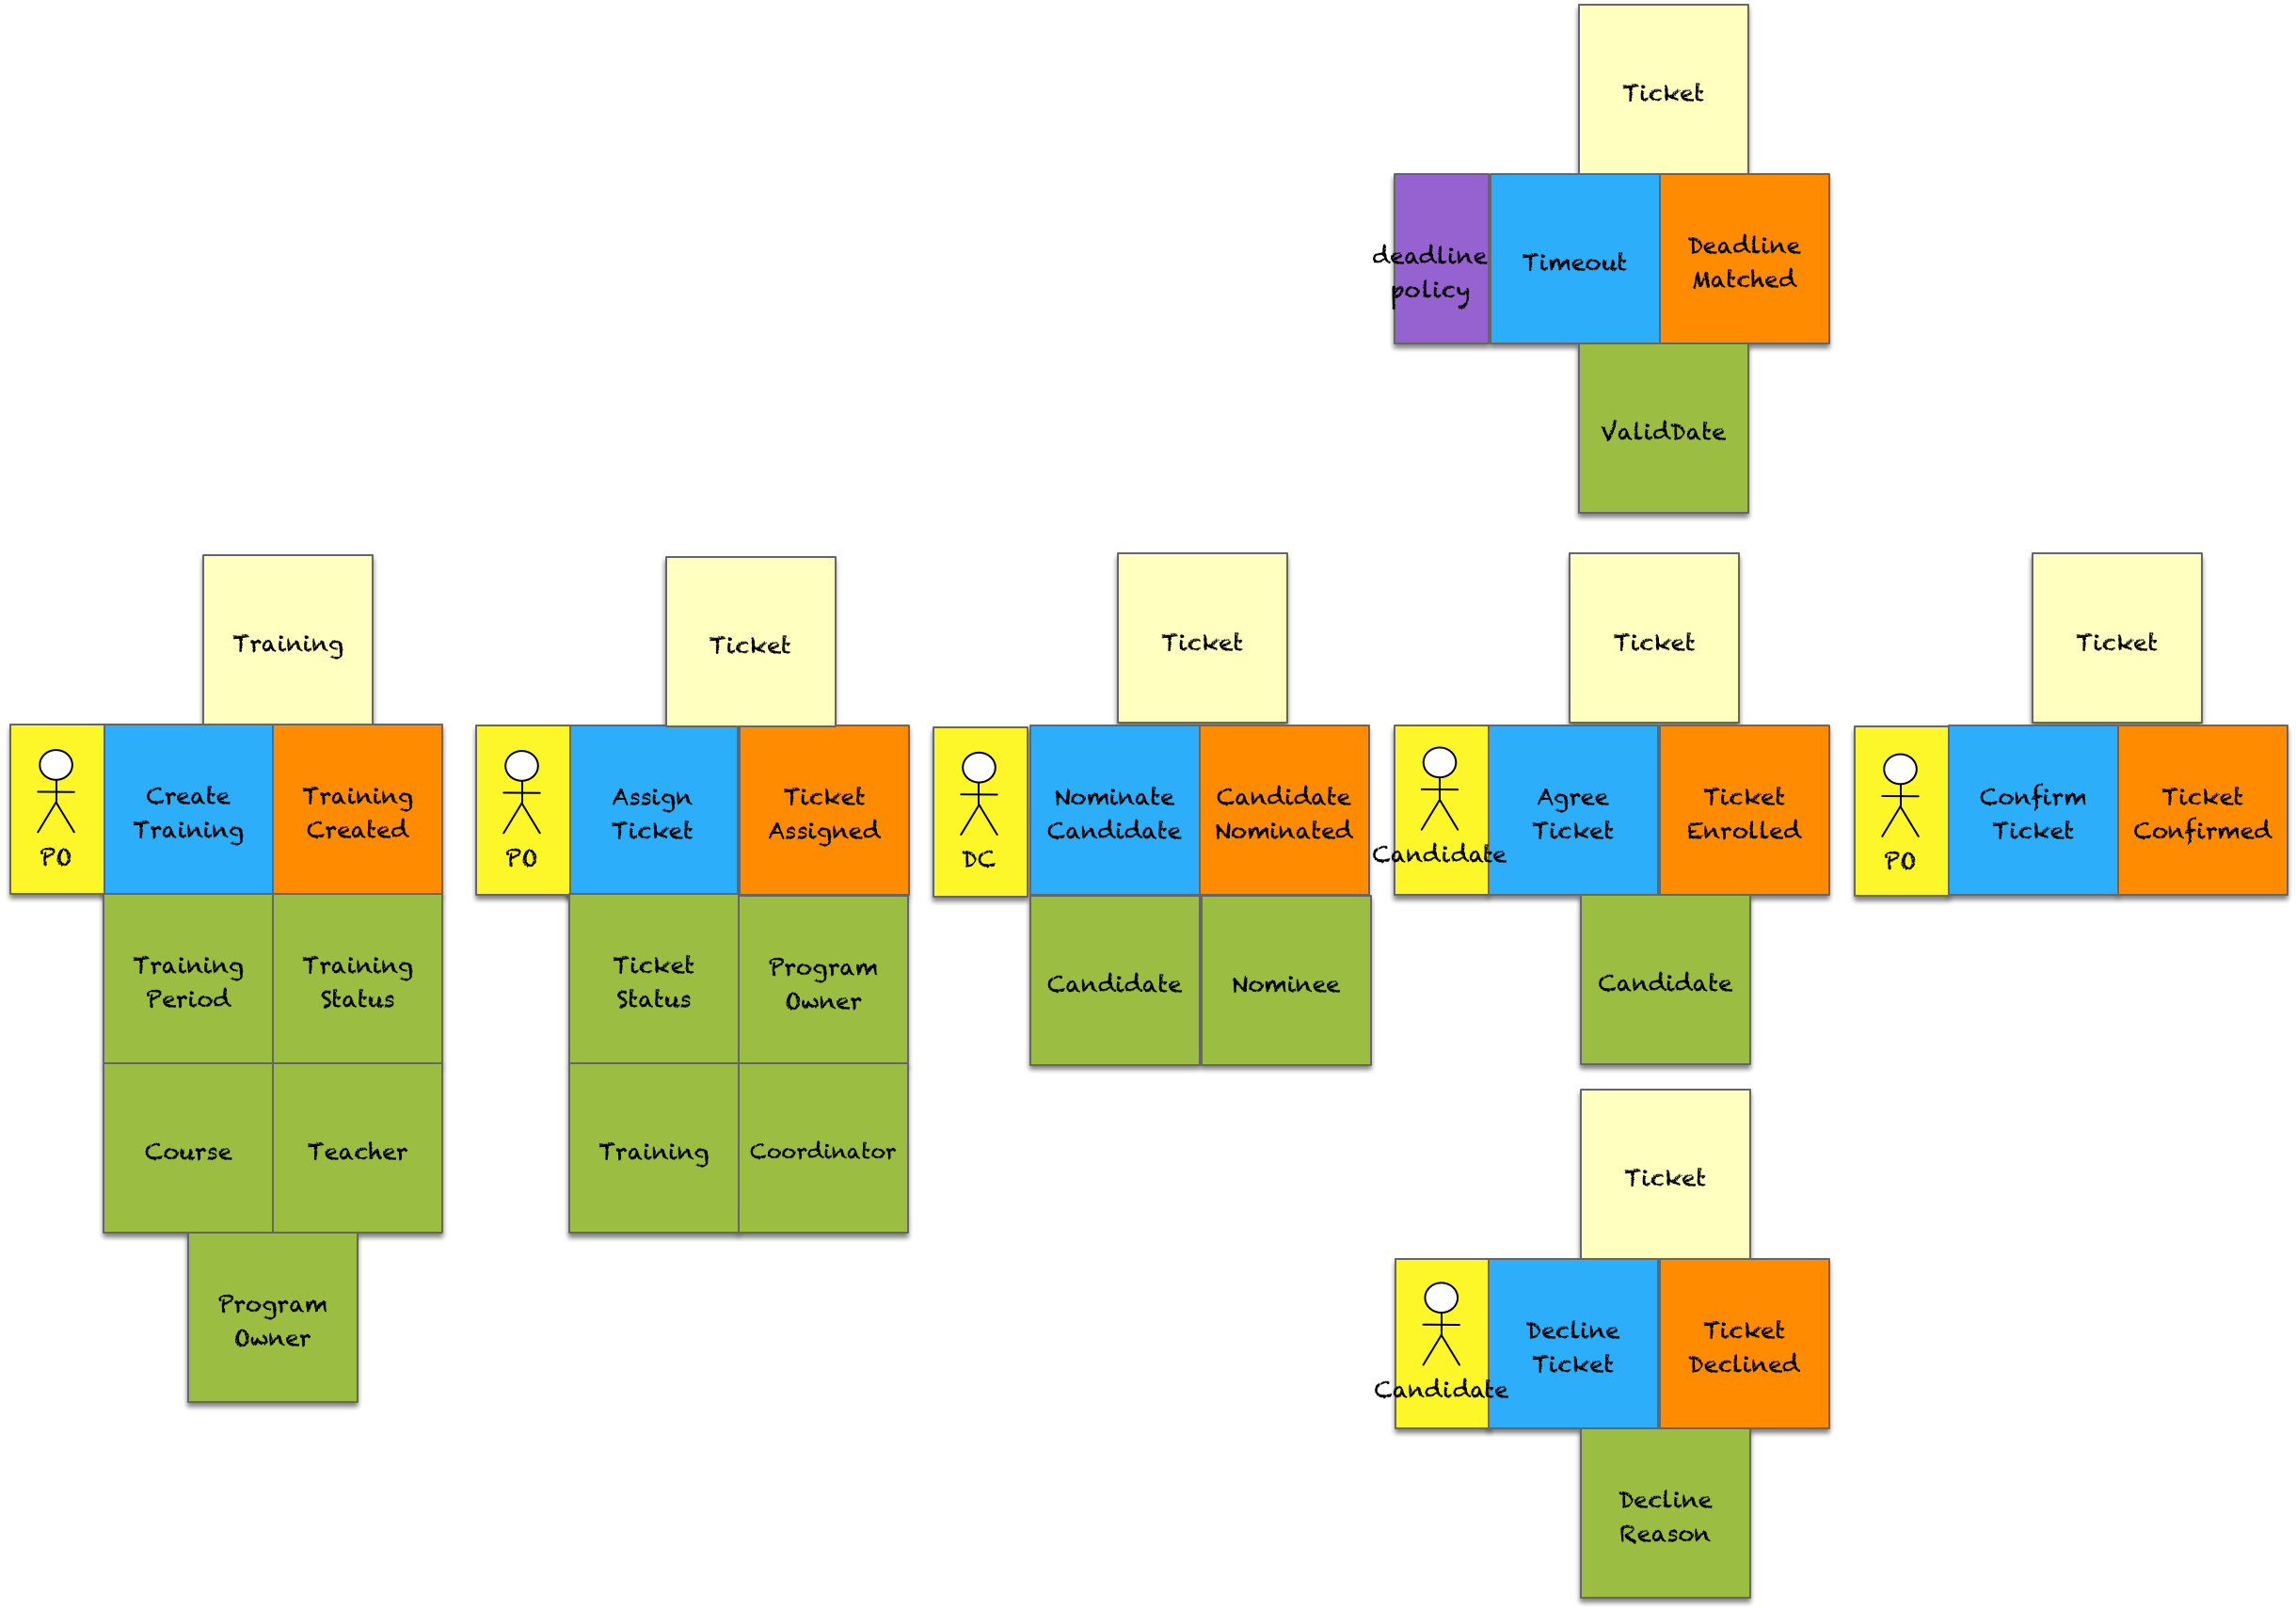 Ticket
deadline
policy
Timeout
Deadline
Matched
ValidDate
Training
PO
Create
Training
Training
Created
Training
Period
Training
Status
Course
Teacher
Program
Owner
Ticket
PO
Assign
Ticket
Ticket
Assigned
Ticket
Status
Program
Owner
Training
Coordinator
Ticket
DC
Nominate
Candidate
Candidate
Nominated
Candidate
Nominee
Ticket
Candidate
Agree
Ticket
Ticket
Enrolled
Candidate
Ticket
Candidate
Decline
Ticket
Ticket
Declined
Decline
Reason
Ticket
PO
Confirm
Ticket
Ticket
Confirmed